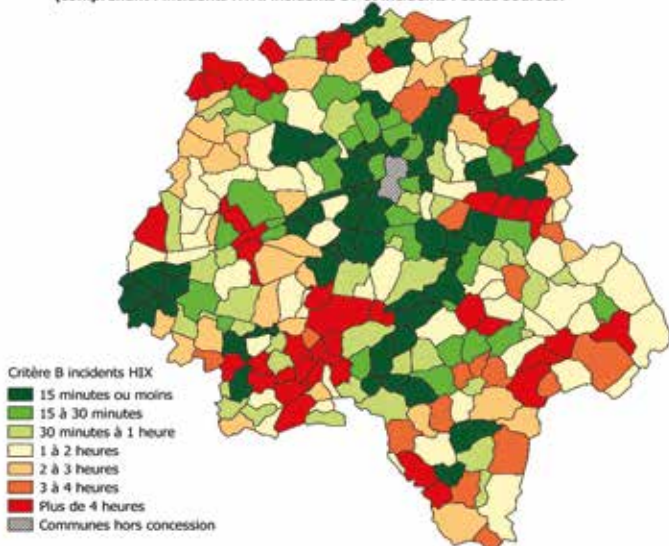 Critère B incidents HIX
15 minutes ou moins
15 à 30 minutes
30 minutes à 1 heure
1 à 2 heures
2 à 3 heures
3 à 4 heures
Plus de 4 heures
Communes hors concession